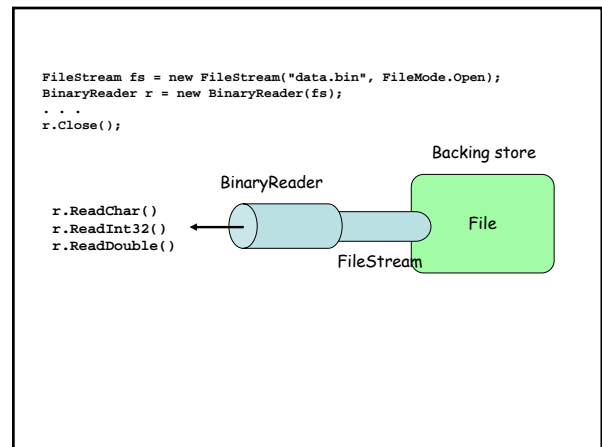 FileStream fs = new FileStream("data.bin", FileMode.Open);
BinaryReader r = new BinaryReader(fs);
. . .
r.Close();
Backing store
BinaryReader
r.ReadChar()
r.ReadInt32()
r.ReadDouble()
File
FileStream